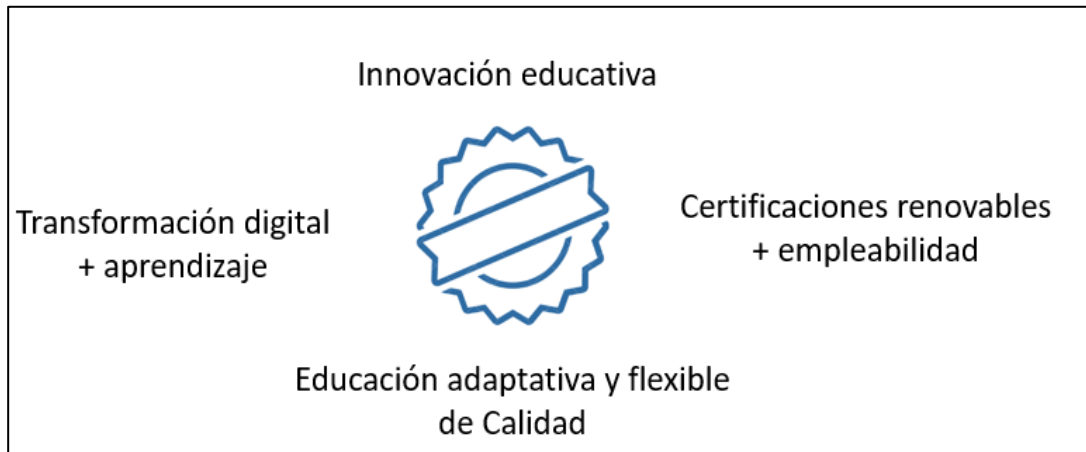 Innovación educativa
Transformación digital
+ aprendizaje
Certificaciones renovables
+ empleabilidad
Educación adaptativa y flexible
de Calidad